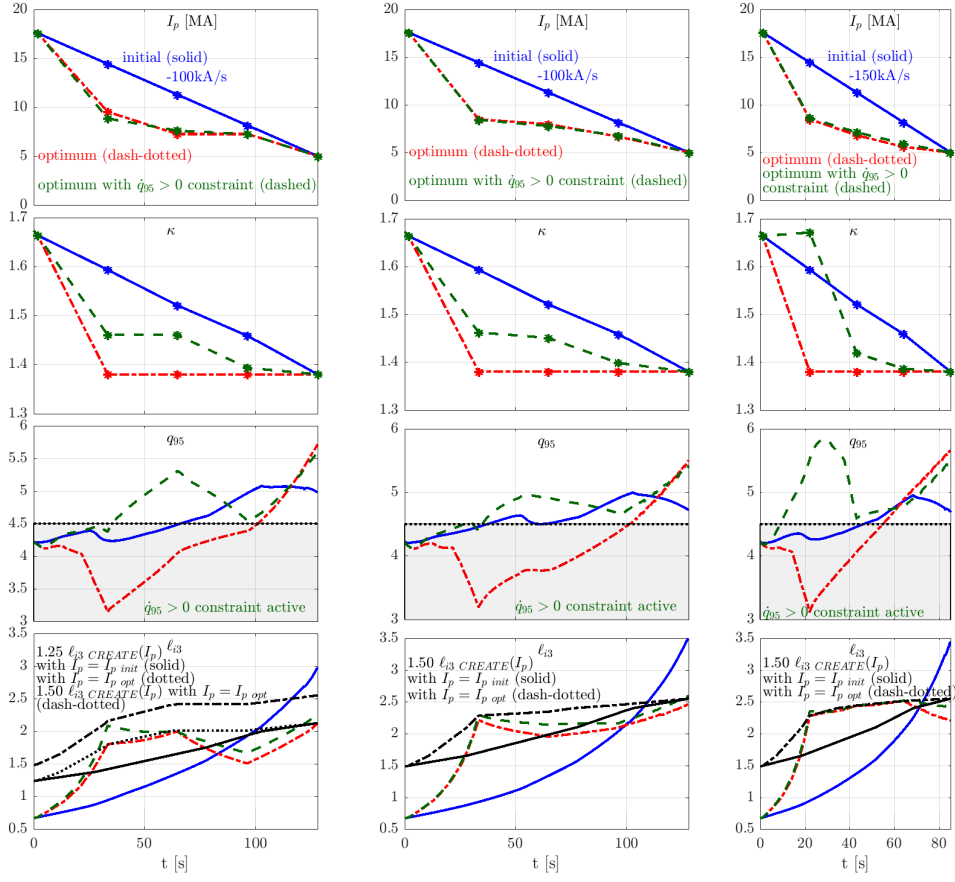 I_p [MA]
20
15
10
5
0
initial (solid)
-100kA/s
optimum (dash-dotted)
optimum with q̇_95 > 0 constraint (dashed)
I_p [MA]
20
15
10
5
0
initial (solid)
-100kA/s
optimum (dash-dotted)
optimum with q̇_95 > 0 constraint (dashed)
I_p [MA]
20
15
10
5
0
initial (solid)
-150kA/s
optimum (dash-dotted)
optimum with q̇_95 > 0
constraint (dashed)
κ
1.7
1.6
1.5
1.4
1.3
κ
1.7
1.6
1.5
1.4
1.3
κ
1.7
1.6
1.5
1.4
1.3
q_95
6
5.5
5
4.5
4
3.5
3
q̇_95 > 0 constraint active
q_95
6
5
4
3
q̇_95 > 0 constraint active
q_95
6
5
4
3
q̇_95 > 0 constraint active
ℓ_i3
3.5
3
2.5
2
1.5
1
0.5
1.25 ℓ_i3 CREATE(I_p)
with I_p = I_p init (solid)
with I_p = I_p opt (dotted)
1.50 ℓ_i3 CREATE(I_p) with I_p = I_p opt
(dash-dotted)
0
50
100
t [s]
ℓ_i3
3.5
3
2.5
2
1.5
1
0.5
1.50 ℓ_i3 CREATE(I_p)
with I_p = I_p init (solid)
with I_p = I_p opt (dash-dotted)
0
50
100
t [s]
ℓ_i3
3.5
3
2.5
2
1.5
1
0.5
1.50 ℓ_i3 CREATE(I_p)
with I_p = I_p init (solid)
with I_p = I_p opt (dash-dotted)
0
20
40
60
80
t [s]